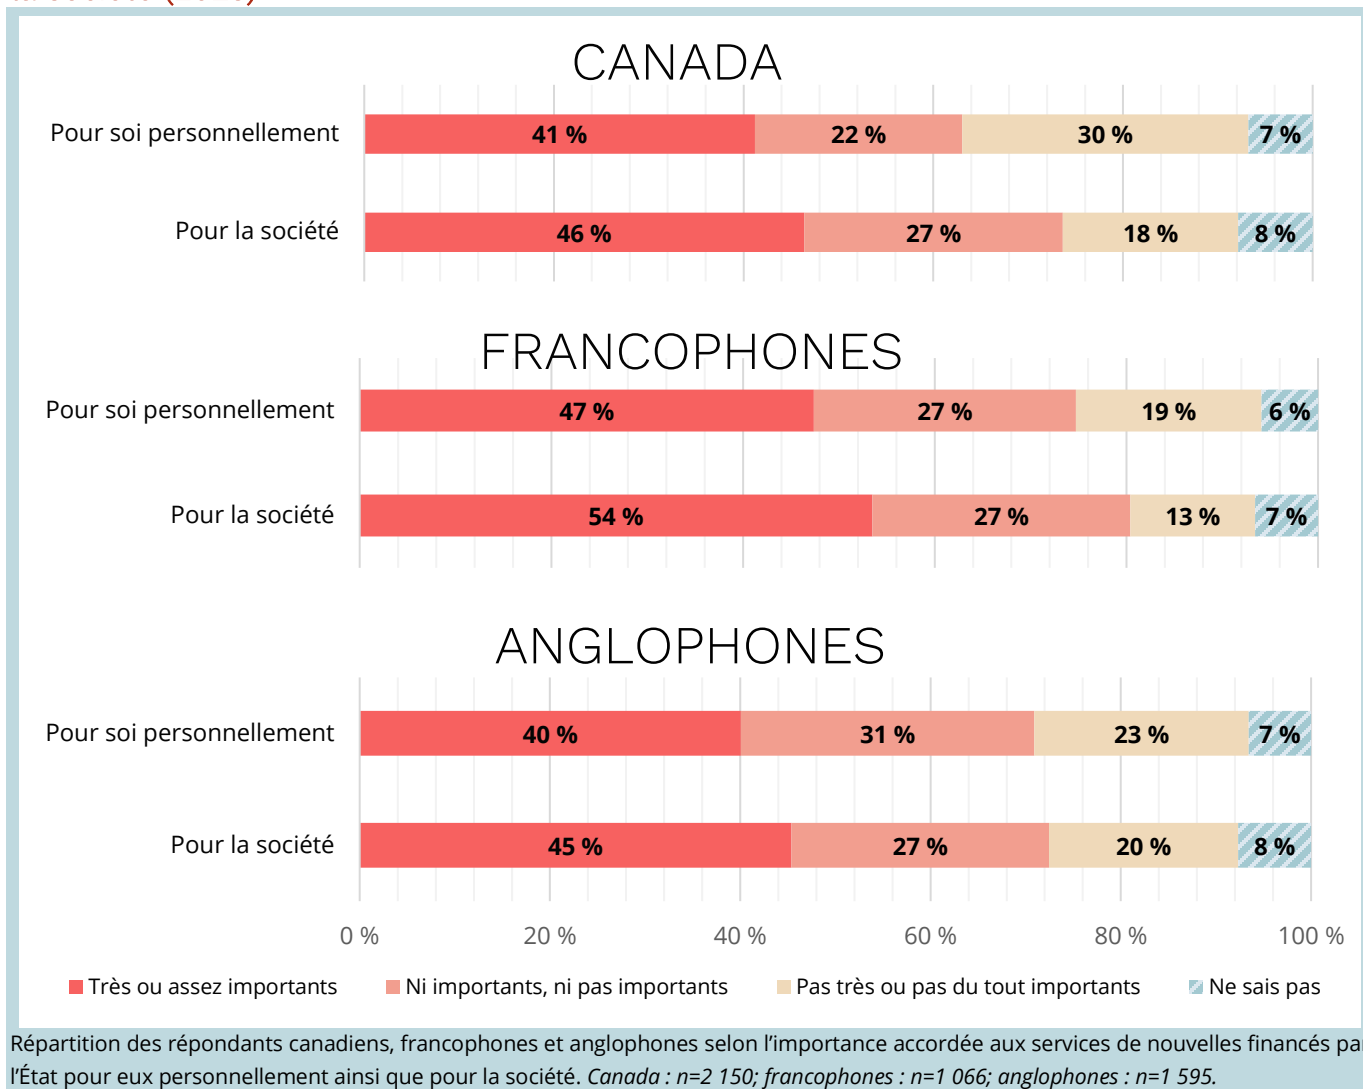 CANADA
Pour soi personnellement 41 % 22 % 30 % 7 %
Pour la société 46 % 27 % 18 % 8 %
FRANCOPHONES
Pour soi personnellement 47 % 27 % 19 % 6 %
Pour la société 54 % 27 % 13 % 7 %
ANGLOPHONES
Pour soi personnellement 40 % 31 % 23 % 7 %
Pour la société 45 % 27 % 20 % 8 %
0 % 20 % 40 % 60 % 80 % 100 %
Très ou assez importants Ni importants, ni pas importants Pas très ou pas du tout importants Ne sais pas
Répartition des répondants canadiens, francophones et anglophones selon l'importance accordée aux services de nouvelles financés pa
l'État pour eux personnellement ainsi que pour la société. Canada : n=2 150; francophones : n=1 066; anglophones : n=1 595.